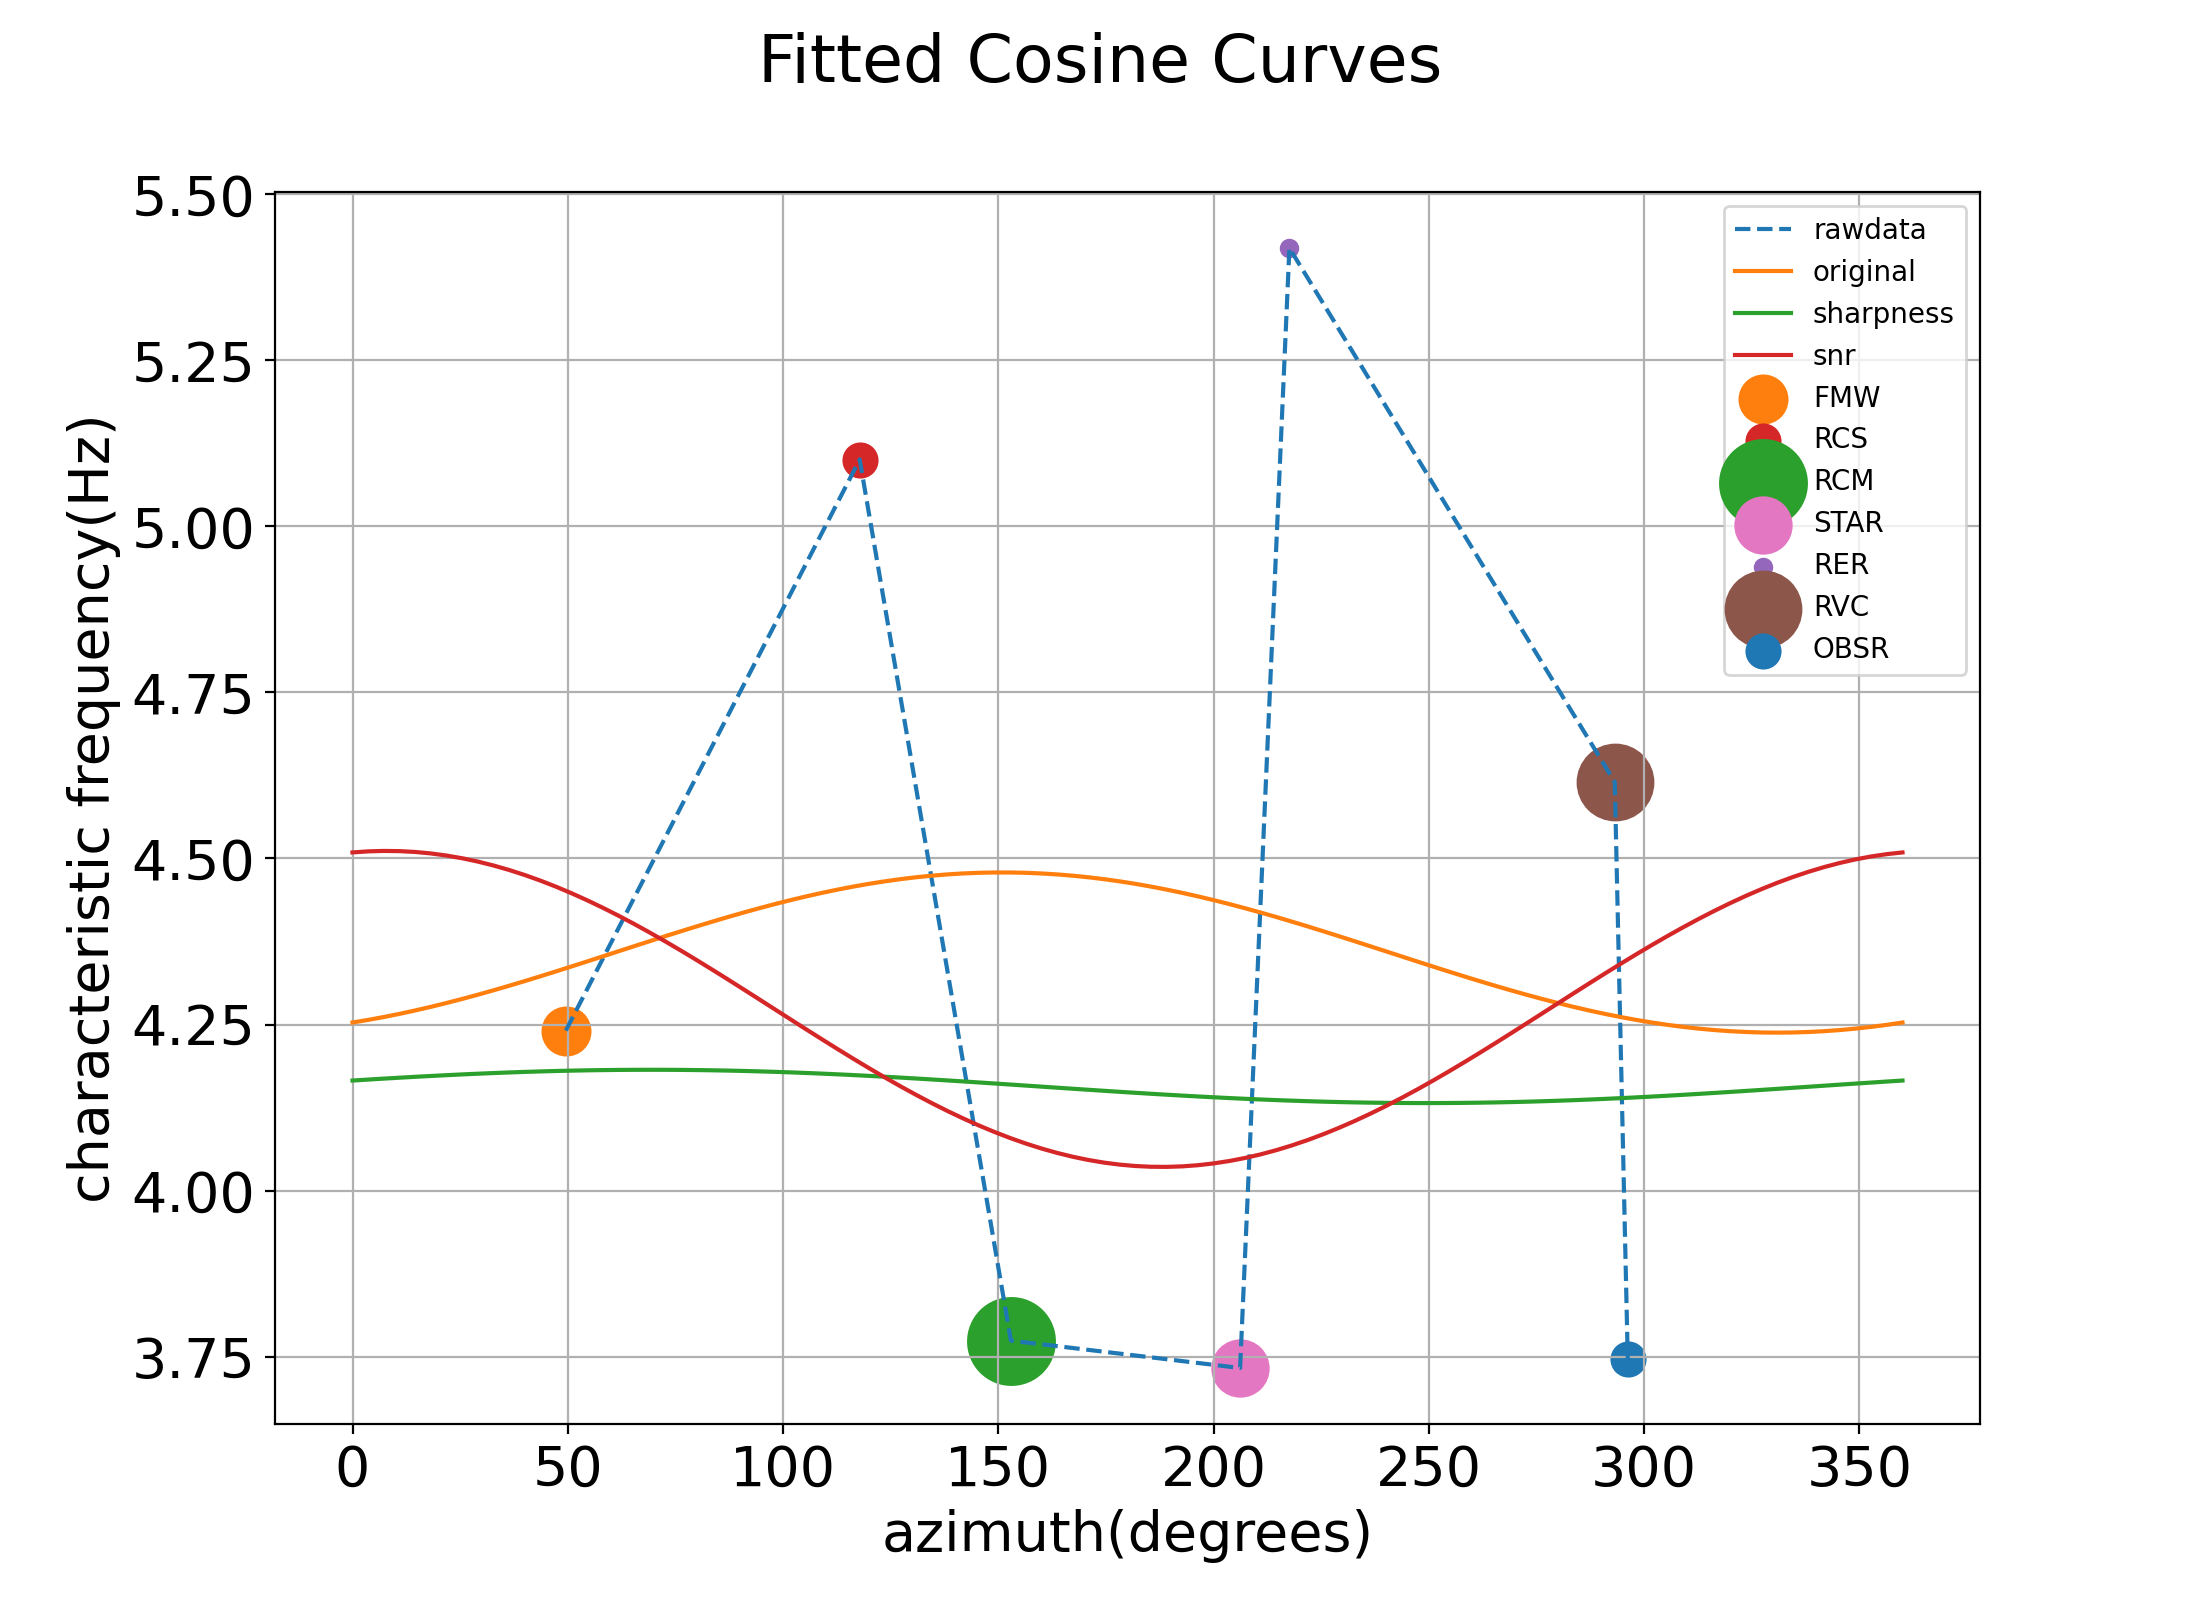 Fitted Cosine Curves
characteristic frequency(Hz)
5.50
5.25
5.00
4.75
4.50
4.25
4.00
3.75
rawdata
original
sharpness
snr
FMW
RCS
RCM
STAR
RER
RVC
OBSR
0 50 100 150 200 250 300 350
azimuth(degrees)